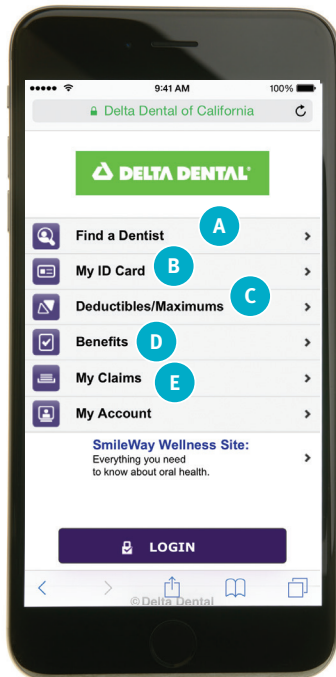 9:41 AM 100%
Delta Dental of California
DELTA DENTAL®
Find a Dentist A
My ID Card B
Deductibles/Maximums C
Benefits D
My Claims E
My Account
SmileWay Wellness Site:
Everything you need
to know about oral health.
LOGIN
©Delta Dental